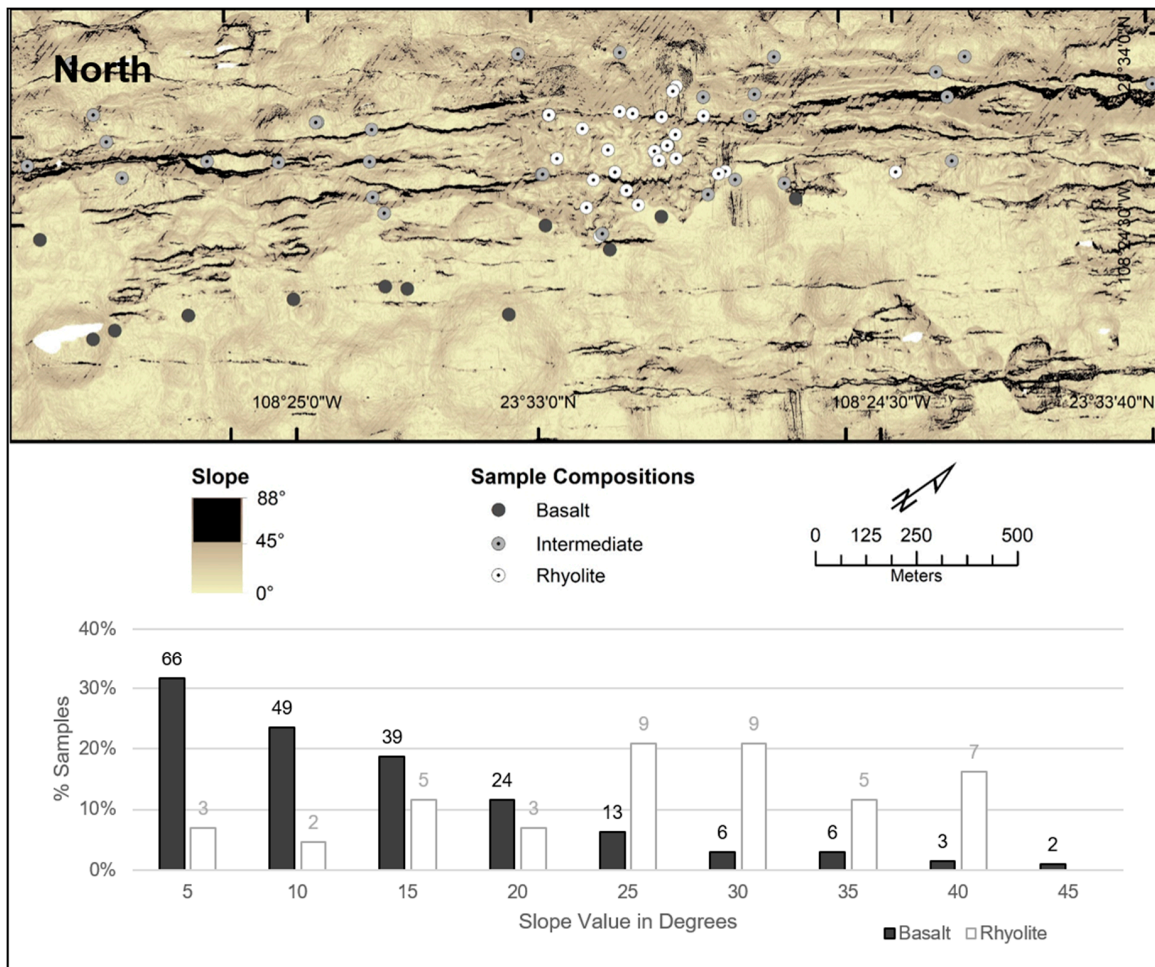 North
23°34'0"N
108°24'30"W
108°25'0"W 23°33'0"N 108°24'30"W 23°33'40"N
Slope
88°
45°
0°
Sample Compositions
Basalt
Intermediate
Rhyolite
N
0 125 250 500
Meters
40%
30%
20%
10%
0%
% Samples
66 3
49 2
39 5
24 3
13 9
6 9
6 5
3 7
2
5 10 15 20 25 30 35 40 45
Slope Value in Degrees
Basalt Rhyolite